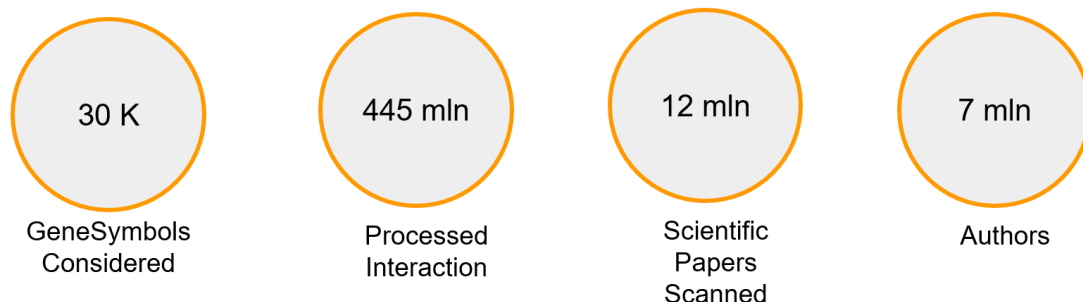 30 K
GeneSymbols
Considered
445 mln
Processed
Interaction
12 mln
Scientific
Papers
Scanned
7 mln
Authors